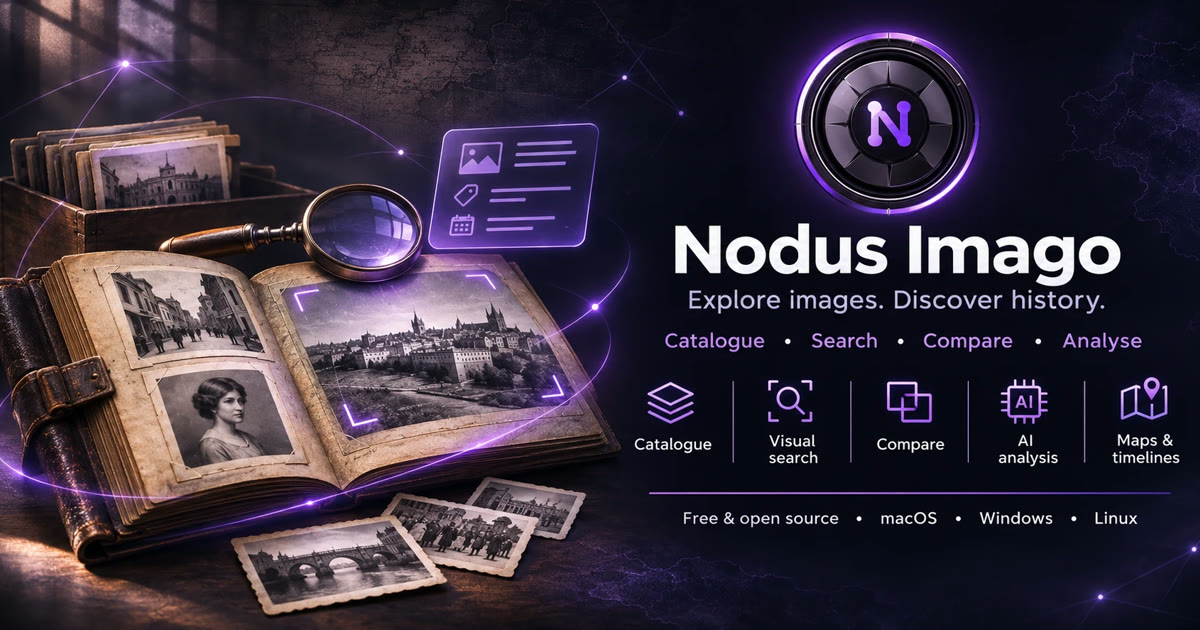 N
Nodus Imago
Explore images. Discover history.
Catalogue • Search • Compare • Analyse
Catalogue
Visual
search
Compare
AI
AI
analysis
Maps &
timelines
Free & open source • macOS • Windows • Linux